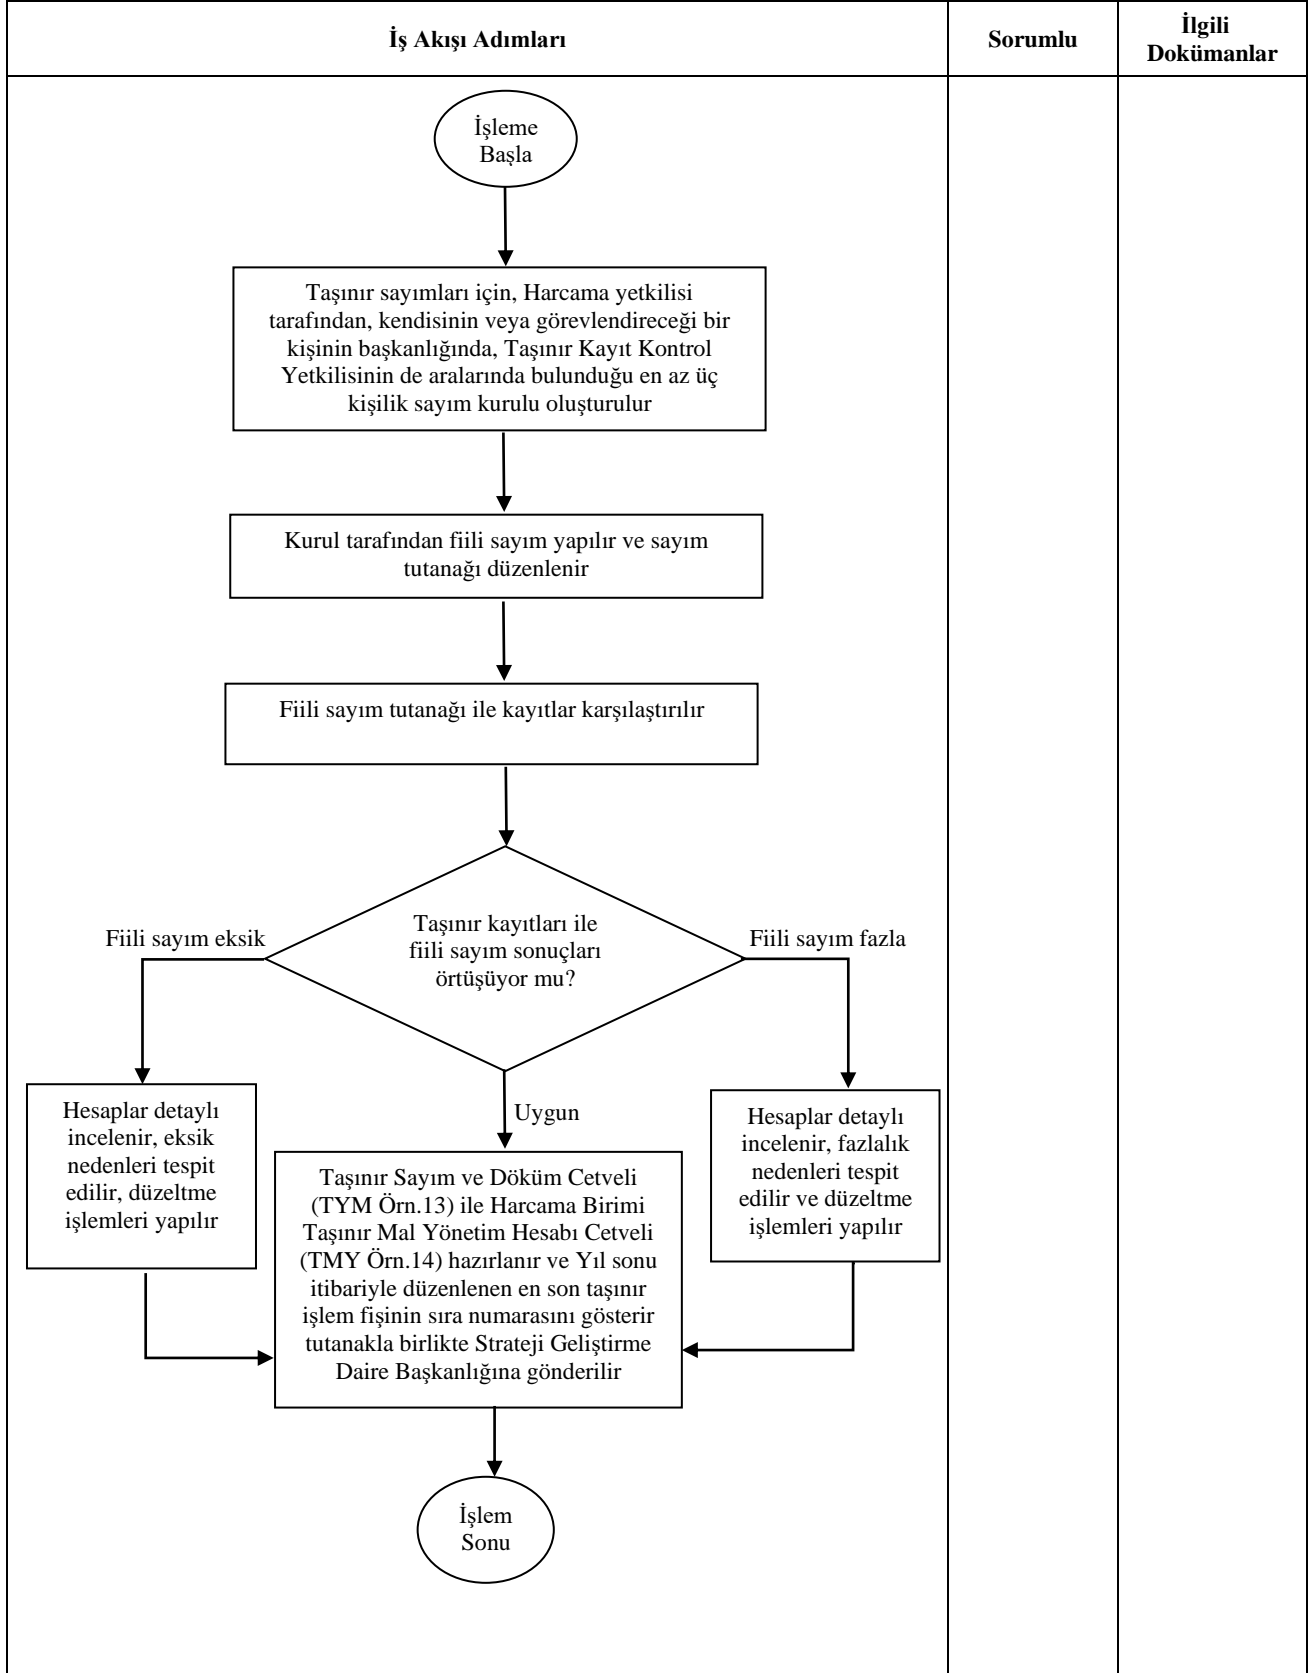 İş Akışı Adımları
Sorumlu
İlgili
Dokümanlar
İşleme
Başla
Taşınır sayımları için, Harcama yetkilisi
tarafından, kendisinin veya görevlendireceği bir
kişinin başkanlığında, Taşınır Kayıt Kontrol
Yetkilisinin de aralarında bulunduğu en az üç
kişilik sayım kurulu oluşturulur
Kurul tarafından fiili sayım yapılır ve sayım
tutanağı düzenlenir
Fiili sayım tutanağı ile kayıtlar karşılaştırılır
Taşınır kayıtları ile
fiili sayım sonuçları
örtüşüyor mu?
Fiili sayım eksik
Fiili sayım fazla
Uygun
Hesaplar detaylı
incelenir, eksik
nedenleri tespit
edilir, düzeltme
işlemleri yapılır
Hesaplar detaylı
incelenir, fazlalık
nedenleri tespit
edilir ve düzeltme
işlemleri yapılır
Taşınır Sayım ve Döküm Cetveli
(TYM Örn.13) ile Harcama Birimi
Taşınır Mal Yönetim Hesabı Cetveli
(TMY Örn.14) hazırlanır ve Yıl sonu
itibariyle düzenlenen en son taşınır
işlem fişinin sıra numarasını gösterir
tutanakla birlikte Strateji Geliştirme
Daire Başkanlığına gönderilir
İşlem
Sonu